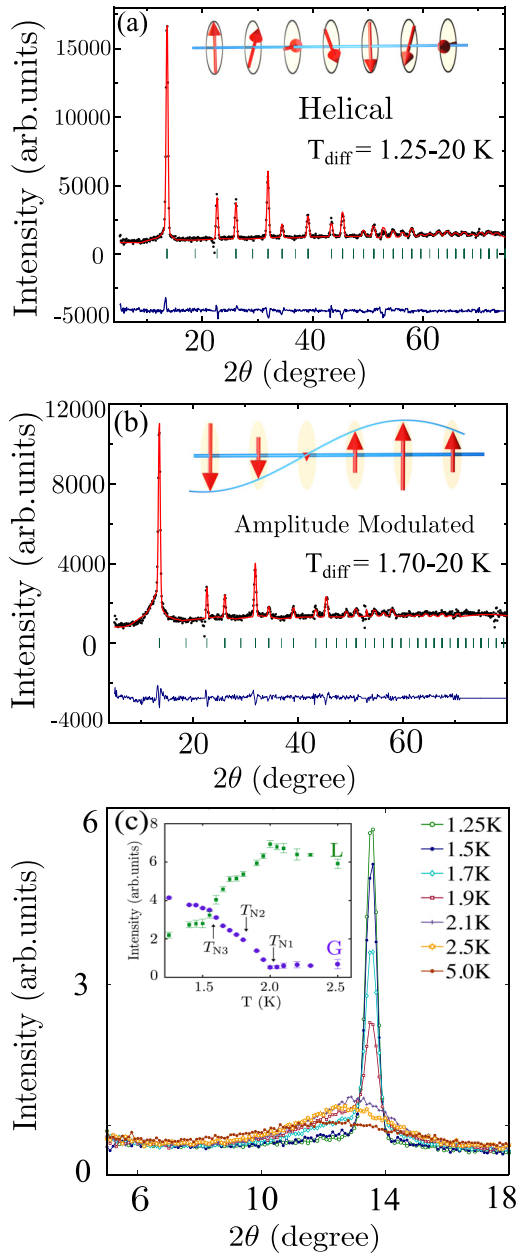 (a)
Helical
T_diff = 1.25-20 K
15000
10000
5000
0
-5000
Intensity (arb.units)
20 40 60
2θ (degree)
(b)
Amplitude Modulated
T_diff = 1.70-20 K
12000
8000
4000
0
-4000
Intensity (arb.units)
20 40 60
2θ (degree)
(c)
8
6
4
2
0
Intensity (arb.units)
L
G
T_N3
T_N2
T_N1
1.5 2.0 2.5
T (K)
1.25K
1.5K
1.7K
1.9K
2.1K
2.5K
5.0K
6
3
0
Intensity (arb.units)
6 10 14 18
2θ (degree)